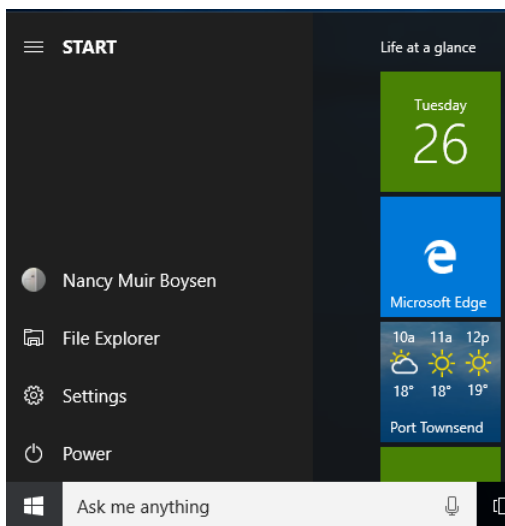 START
Life at a glance
Tuesday
26
Microsoft Edge
Nancy Muir Boysen
File Explorer
10a 11a 12p
18° 18° 19°
Settings
Port Townsend
Power
Ask me anything